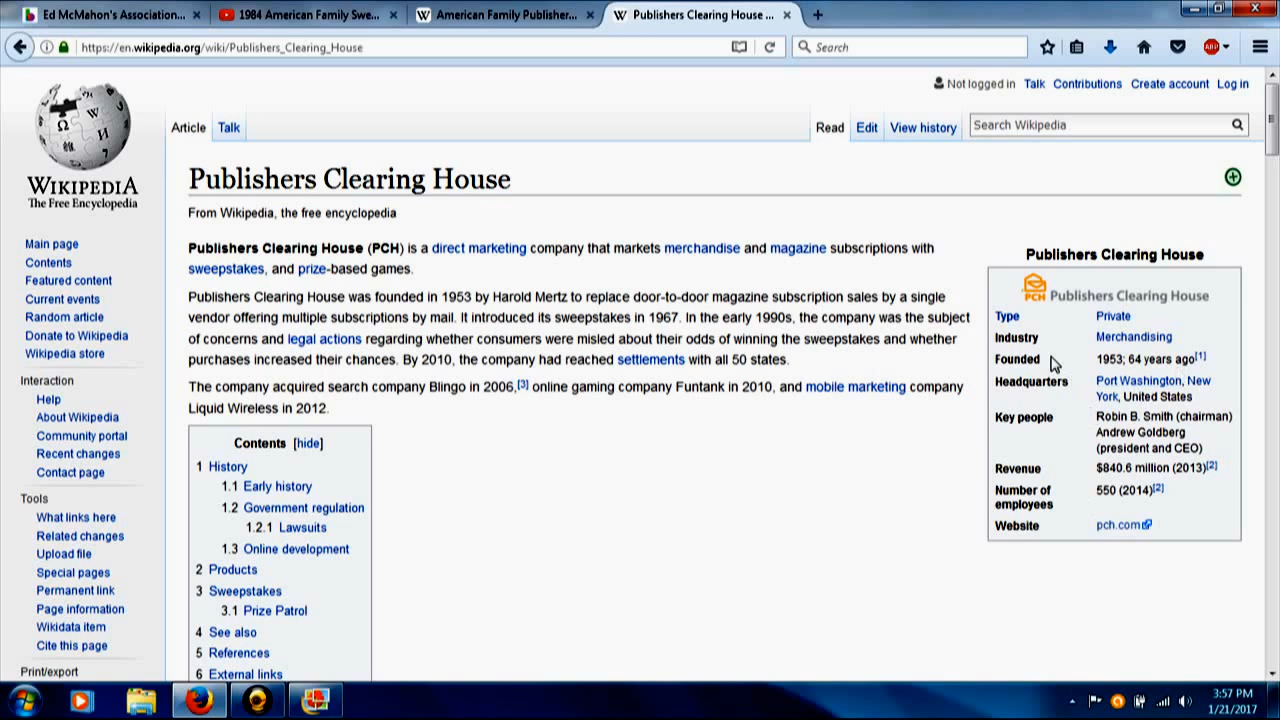 Ed McMahon's Association...
1984 American Family Swe...
American Family Publisher...
Publishers Clearing House ...
https://en.wikipedia.org/wiki/Publishers_Clearing_House
Search
ABP
Not logged in Talk Contributions Create account Log in
Article Talk
Read Edit View history
Search Wikipedia
WIKIPEDIA
The Free Encyclopedia
Main page
Contents
Featured content
Current events
Random article
Donate to Wikipedia
Wikipedia store
Interaction
Help
About Wikipedia
Community portal
Recent changes
Contact page
Tools
What links here
Related changes
Upload file
Special pages
Permanent link
Page information
Wikidata item
Cite this page
Print/export
Publishers Clearing House
From Wikipedia, the free encyclopedia
Publishers Clearing House (PCH) is a direct marketing company that markets merchandise and magazine subscriptions with
sweepstakes, and prize-based games.
Publishers Clearing House was founded in 1953 by Harold Mertz to replace door-to-door magazine subscription sales by a single
vendor offering multiple subscriptions by mail. It introduced its sweepstakes in 1967. In the early 1990s, the company was the subject
of concerns and legal actions regarding whether consumers were misled about their odds of winning the sweepstakes and whether
purchases increased their chances. By 2010, the company had reached settlements with all 50 states.
The company acquired search company Blingo in 2006,[3] online gaming company Funtank in 2010, and mobile marketing company
Liquid Wireless in 2012.
Contents [hide]
1 History
1.1 Early history
1.2 Government regulation
1.2.1 Lawsuits
1.3 Online development
2 Products
3 Sweepstakes
3.1 Prize Patrol
4 See also
5 References
6 External links
Publishers Clearing House
PCH Publishers Clearing House
Type Private
Industry Merchandising
Founded 1953; 64 years ago[1]
Headquarters Port Washington, New
York, United States
Key people Robin B. Smith (chairman)
Andrew Goldberg
(president and CEO)
Revenue $840.6 million (2013)[2]
Number of 550 (2014)[2]
employees
Website pch.com
3:57 PM
1/21/2017